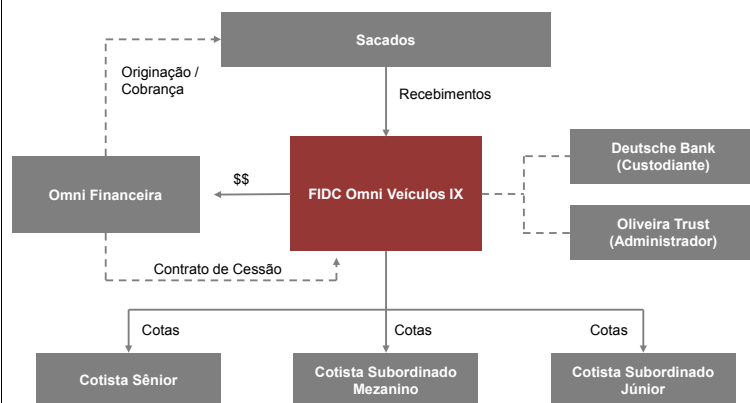 Sacados
Originação /
Cobrança
Recebimentos
Deutsche Bank
(Custodiante)
Omni Financeira
$$
FIDC Omni Veículos IX
Oliveira Trust
(Administrador)
Contrato de Cessão
Cotas
Cotas
Cotas
Cotista Sênior
Cotista Subordinado
Mezanino
Cotista Subordinado
Júnior